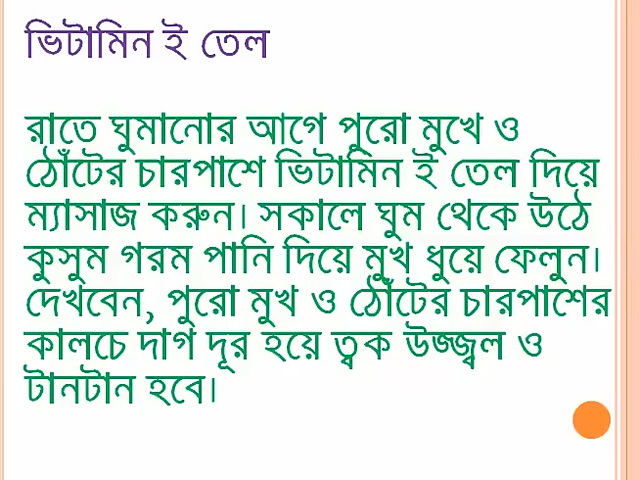 ভিটামিন ই তেল
রাতে ঘুমানোর আগে পুরো মুখে ও
ঠোঁটের চারপাশে ভিটামিন ই তেল দিয়ে
ম্যাসাজ করুন। সকালে ঘুম থেকে উঠে
কুসুম গরম পানি দিয়ে মুখ ধুয়ে ফেলুন।
দেখবেন, পুরো মুখ ও ঠোঁটের চারপাশের
কালচে দাগ দূর হয়ে ত্বক উজ্জ্বল ও
টানটান হবে।